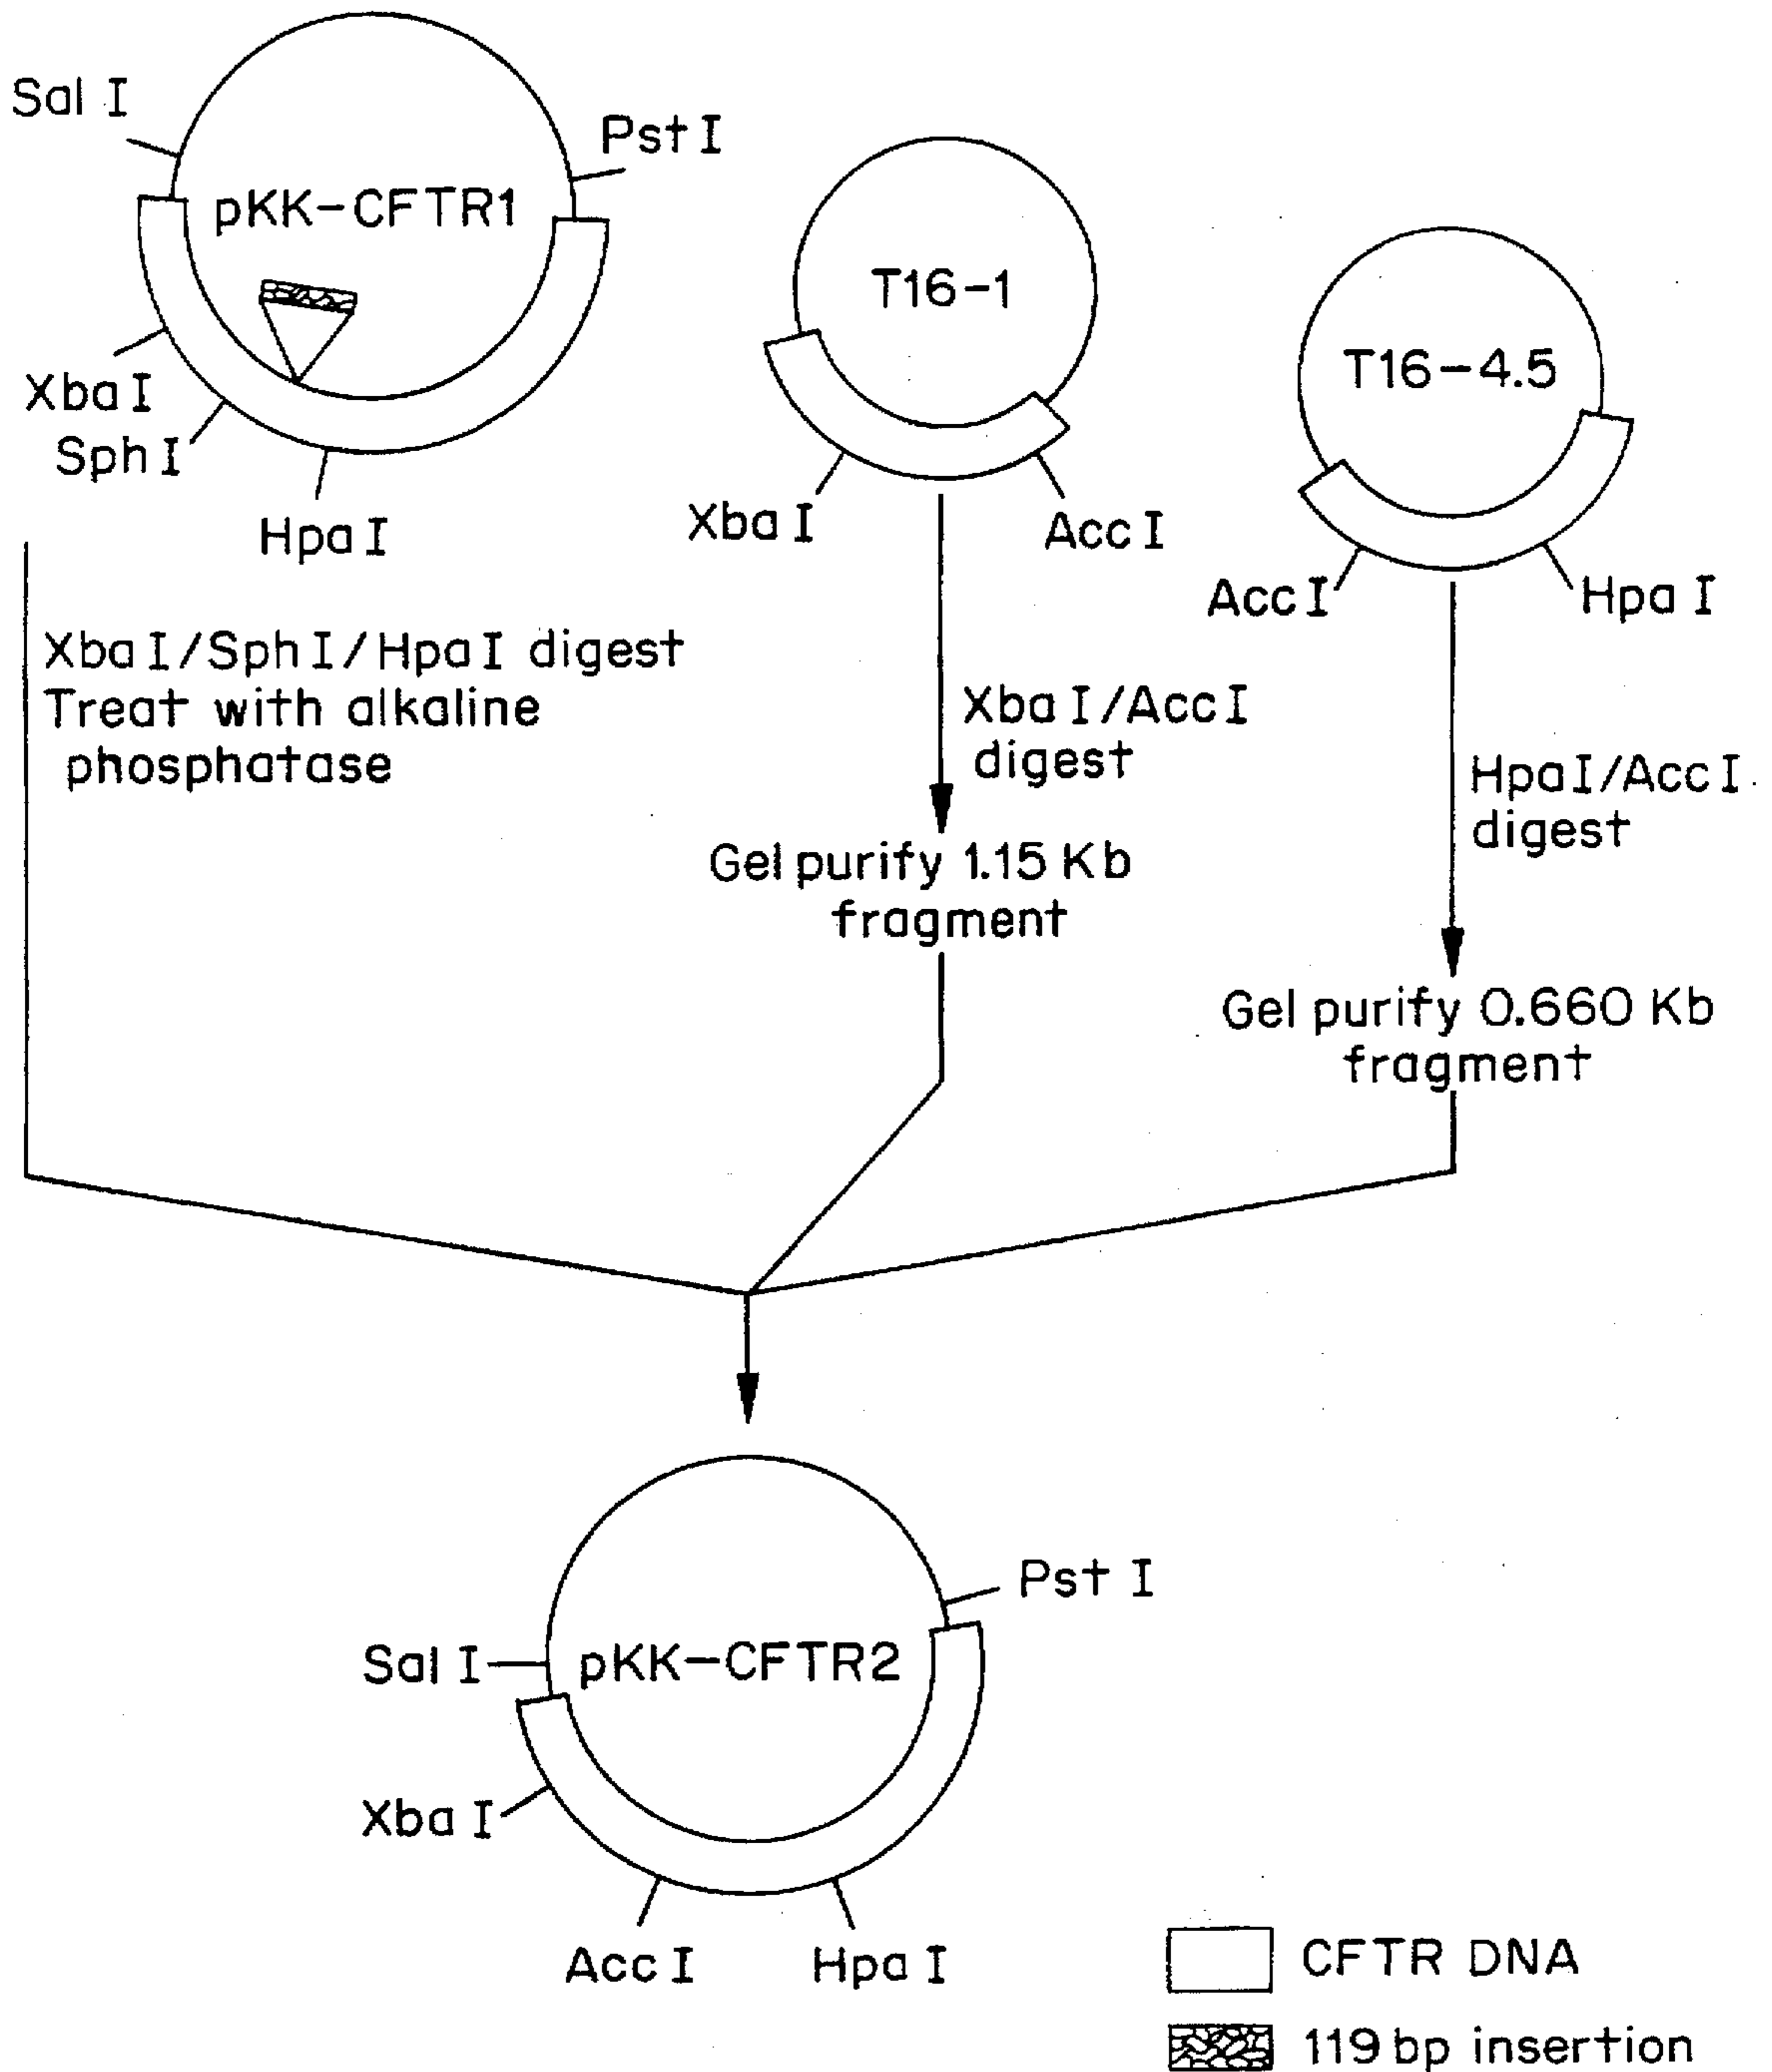 Sal I
Pst I
pKK-CFTR1
Xba I
Sph I
Hpa I
T16-1
Xba I
Acc I
T16-4.5
Acc I
Hpa I
Xba I/Sph I/Hpa I digest
Treat with alkaline
phosphatase
Xba I/Acc I
digest
Hpa I/Acc I
digest
Gel purify 1.15 Kb
fragment
Gel purify 0.660 Kb
fragment
Pst I
Sal I
pKK-CFTR2
Xba I
Acc I
Hpa I
CFTR DNA
119 bp insertion